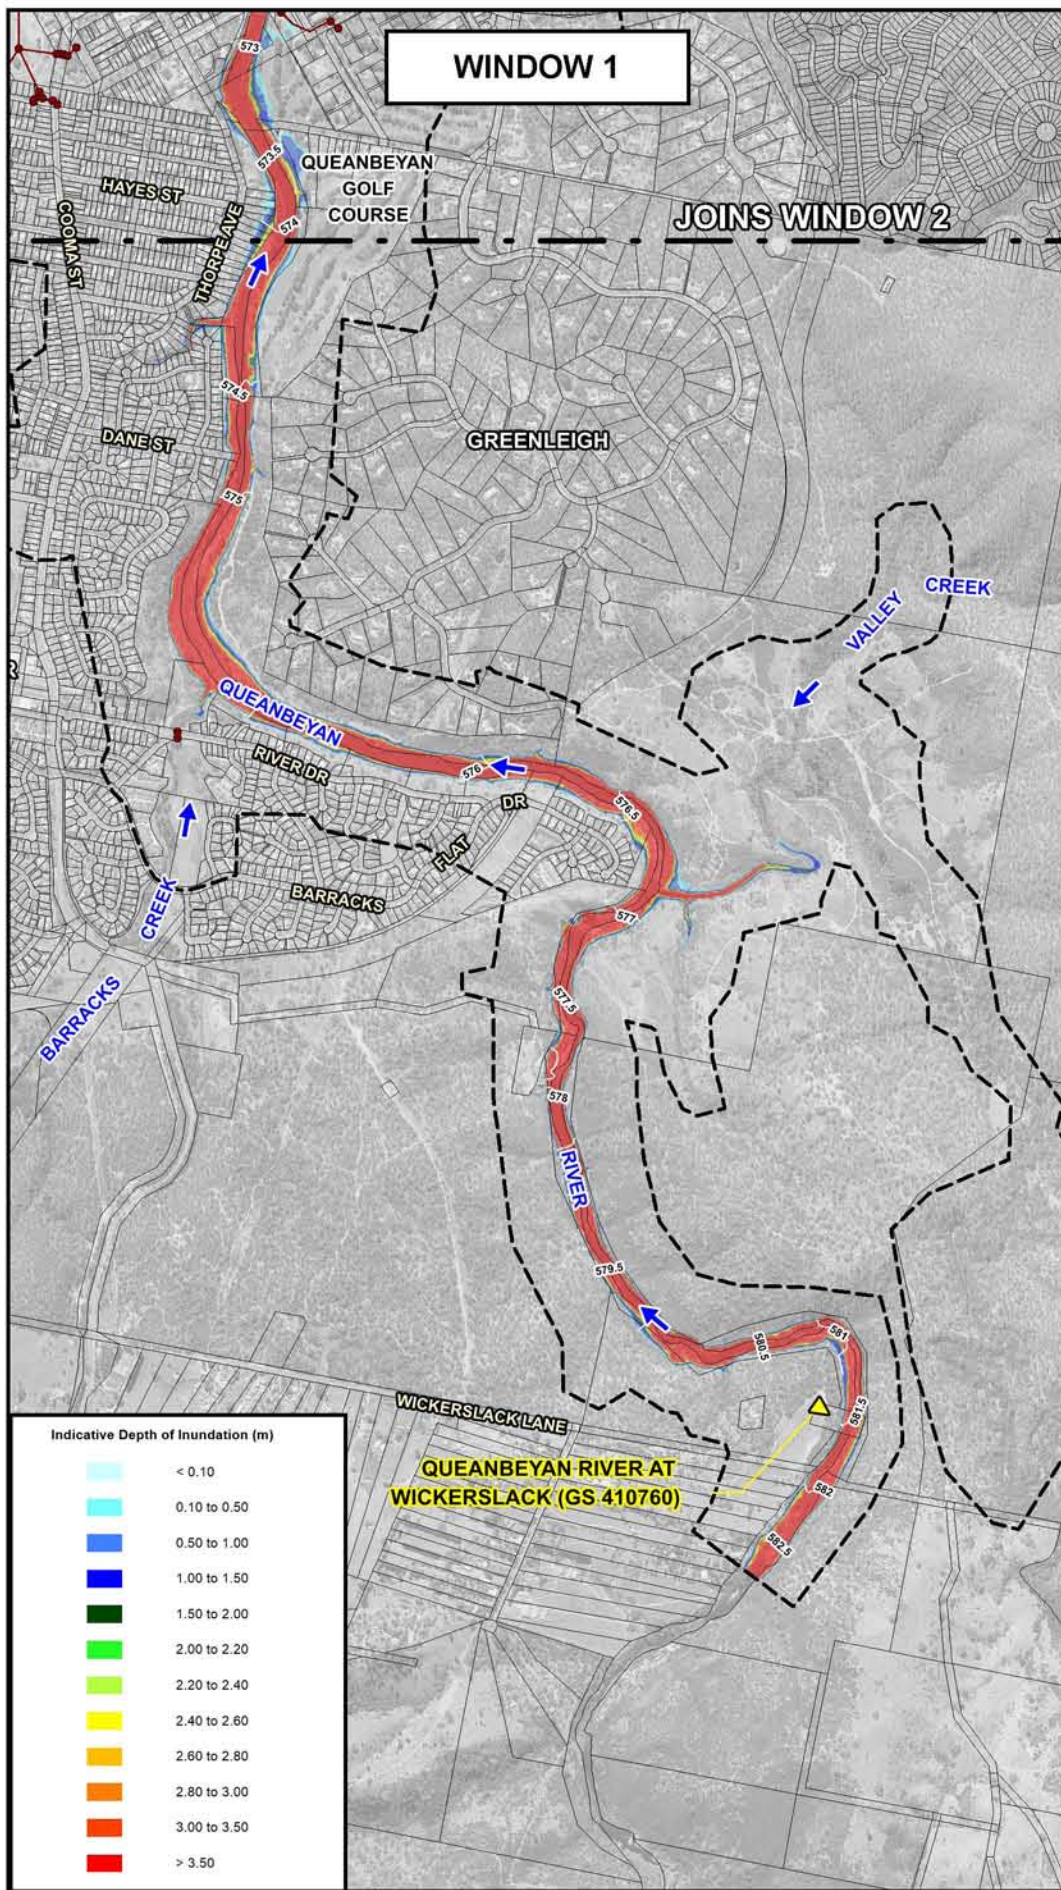 573
WINDOW 1
573.5
QUEANBEYAN
GOLF
COURSE
HAYES ST
COOMA ST
THORPE AVE
574
JOINS WINDOW 2
574.5
DANE ST
GREENLEIGH
575
VALLEY CREEK
QUEANBEYAN
RIVER DR
576
DR
576.5
FLAT
BARRACKS
CREEK
577
BARRACKS
577.5
578
RIVER
579.5
580.5
581
581.5
WICKERSLACK LANE
QUEANBEYAN RIVER AT
WICKERSLACK (GS 410760)
582
582.5
Indicative Depth of Inundation (m)
< 0.10
0.10 to 0.50
0.50 to 1.00
1.00 to 1.50
1.50 to 2.00
2.00 to 2.20
2.20 to 2.40
2.40 to 2.60
2.60 to 2.80
2.80 to 3.00
3.00 to 3.50
> 3.50